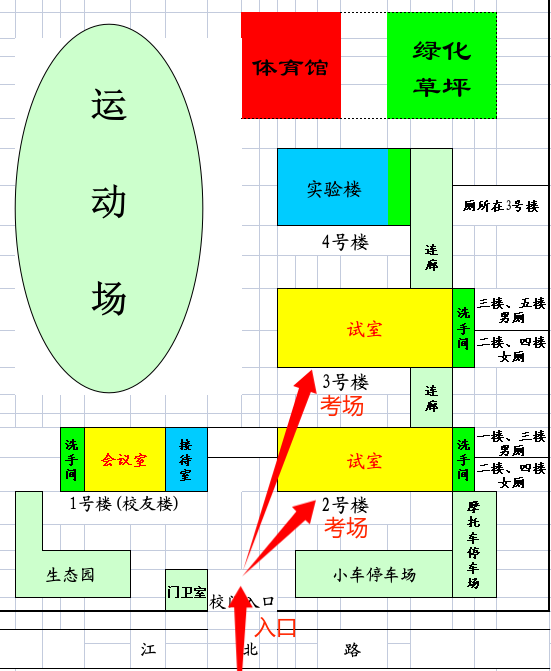 体育馆
绿化
草坪
运
动
场
实验楼
厕所在3号楼
4号楼
连
廊
试室
洗
手
间
三楼、五楼
男厕
二楼、四楼
女厕
3号楼
考场
连
廊
洗
手
间
会议室
接
待
室
试室
洗
手
间
一楼、三楼
男厕
二楼、四楼
女厕
1号楼(校友楼)
2号楼
考场
摩
托
车
停
车
场
生态园
门卫室
小车停车场
校 入口
入口
江 北 路